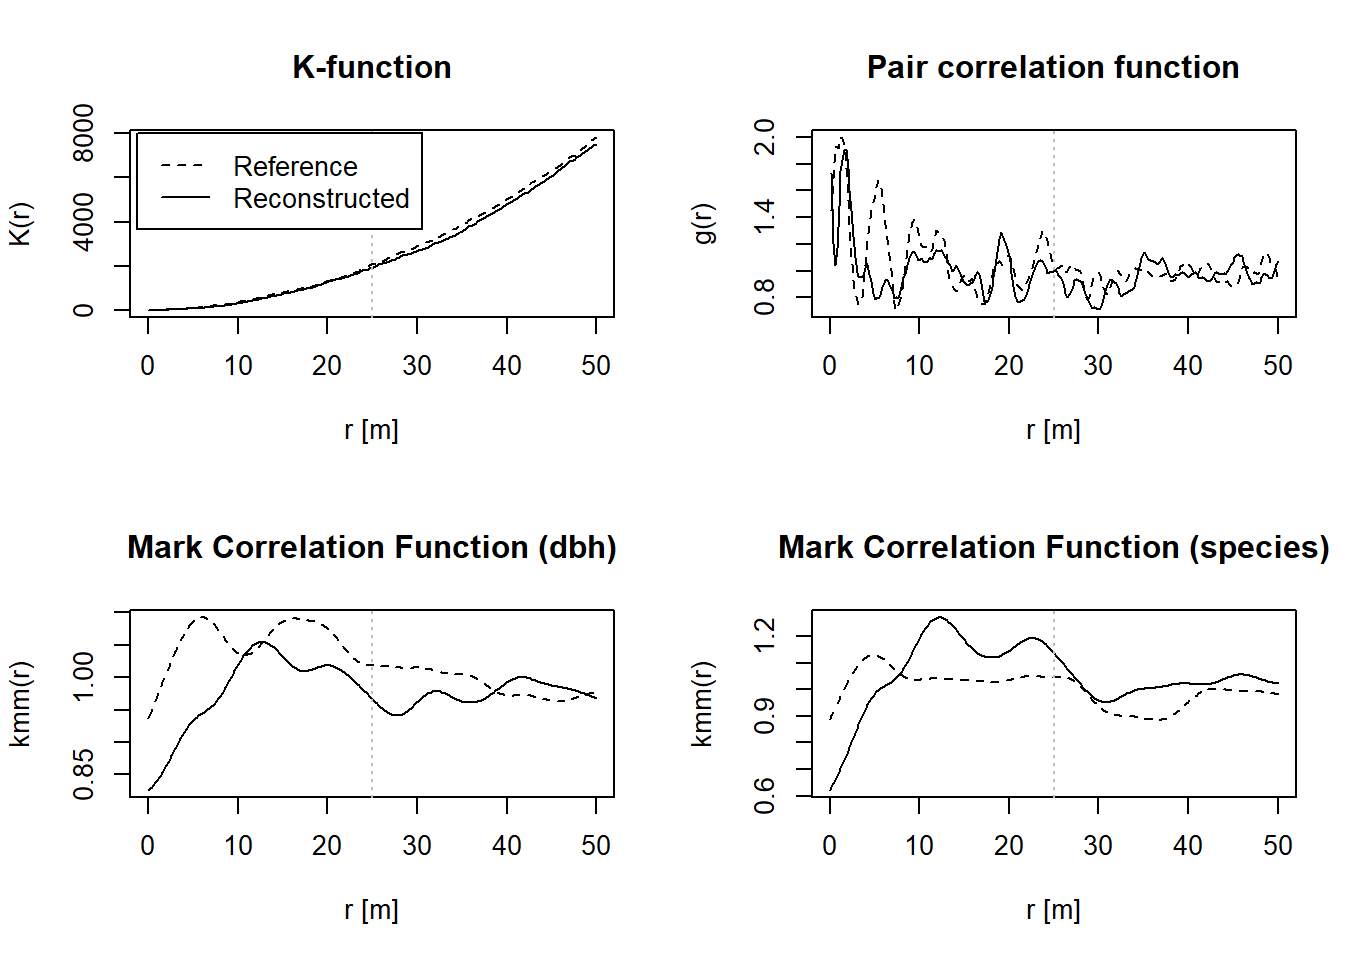 K-function
K(r)
8000
4000
0
Reference
Reconstructed
0 10 20 30 40 50
r [m]
Pair correlation function
g(r)
2.0
1.4
0.8
0 10 20 30 40 50
r [m]
Mark Correlation Function (dbh)
kmm(r)
1.00
0.85
0 10 20 30 40 50
r [m]
Mark Correlation Function (species)
kmm(r)
1.2
0.9
0.6
0 10 20 30 40 50
r [m]